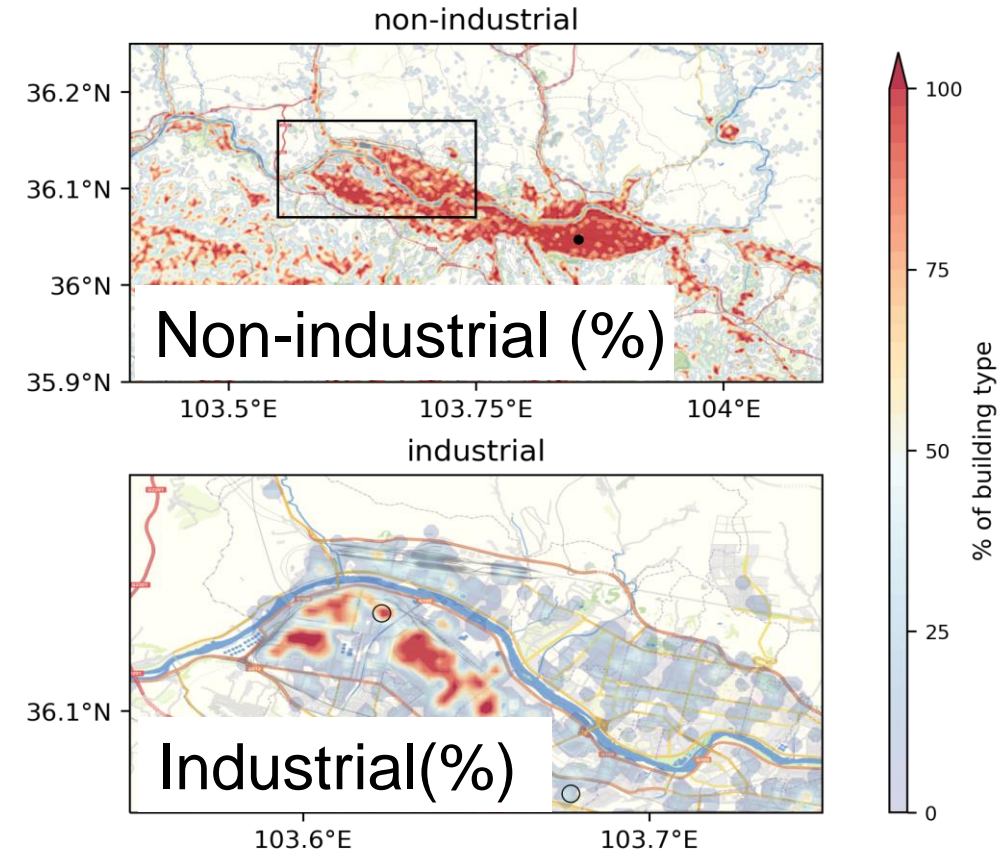 non-industrial
36.2°N
36.1°N
36°N
35.9°N
Non-industrial (%)
103.5°E
103.75°E
104°E
industrial
36.1°N
Industrial(%)
103.6°E
103.7°E
100
75
50
25
0
% of building type